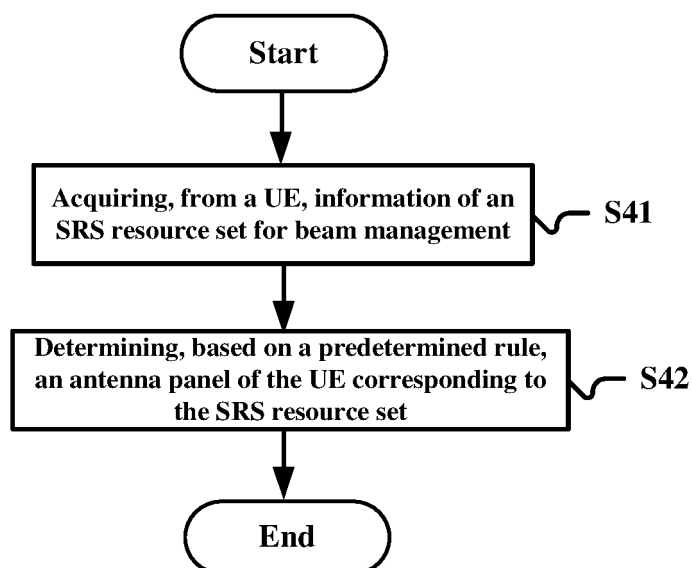 Start
Acquiring, from a UE, information of an
SRS resource set for beam management
S41
Determining, based on a predetermined rule,
an antenna panel of the UE corresponding to
the SRS resource set
S42
End